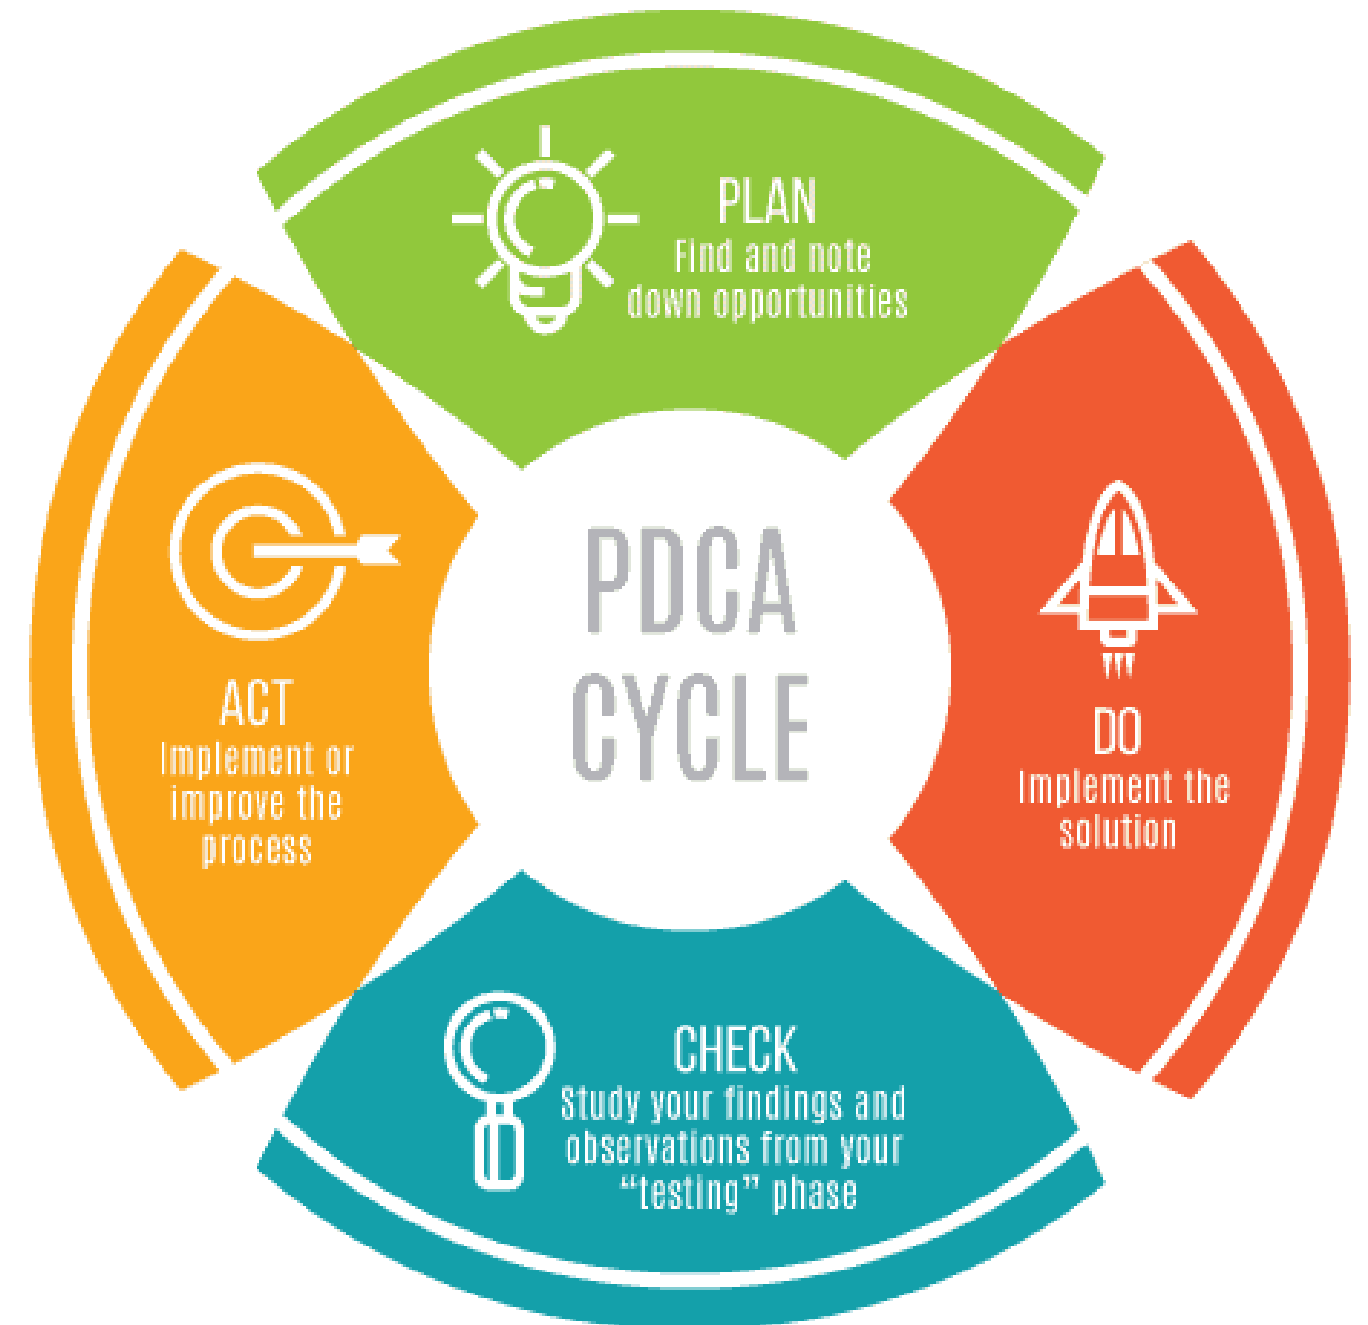 PLAN
Find and note
down opportunities
DO
Implement the
solution
CHECK
Study your findings and
observations from your
“testing” phase
ACT
Implement or
improve the
process
PDCA
CYCLE